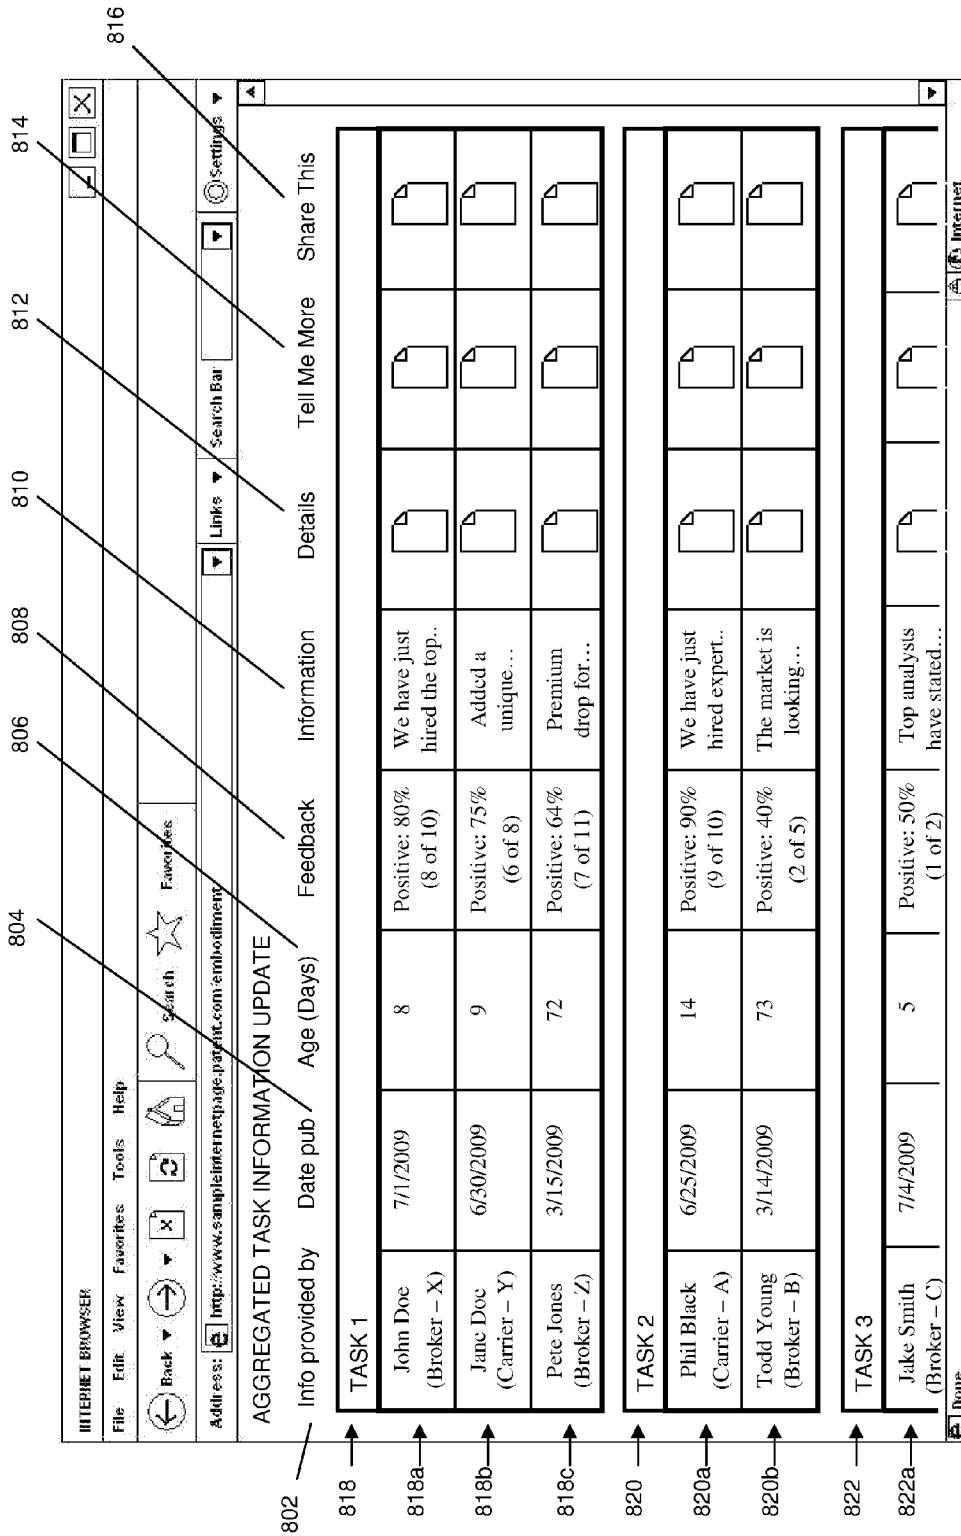 804 806 808 810 812 814 816
INTERNET BROWSER
File Edit View Favorites Tools Help
Back Search Favorites
Address: http://www.sampleinternetpage.patent.com/embodiment Links Search Bar Settings
AGGREGATED TASK INFORMATION UPDATE
802 Info provided by Date pub Age (Days) Feedback Information Details Tell Me More Share This
818 TASK 1
818a John Doe 7/1/2009 8 Positive: 80% We have just
(Broker – X) (8 of 10) hired the top..
818b Jane Doe 6/30/2009 9 Positive: 75% Added a
(Carrier – Y) (6 of 8) unique…
818c Pete Jones 3/15/2009 72 Positive: 64% Premium
(Broker – Z) (7 of 11) drop for…
820 TASK 2
820a Phil Black 6/25/2009 14 Positive: 90% We have just
(Carrier – A) (9 of 10) hired expert..
820b Todd Young 3/14/2009 73 Positive: 40% The market is
(Broker – B) (2 of 5) looking…
822 TASK 3
822a Jake Smith 7/4/2009 5 Positive: 50% Top analysts
(Broker – C) (1 of 2) have stated…
Done Internet